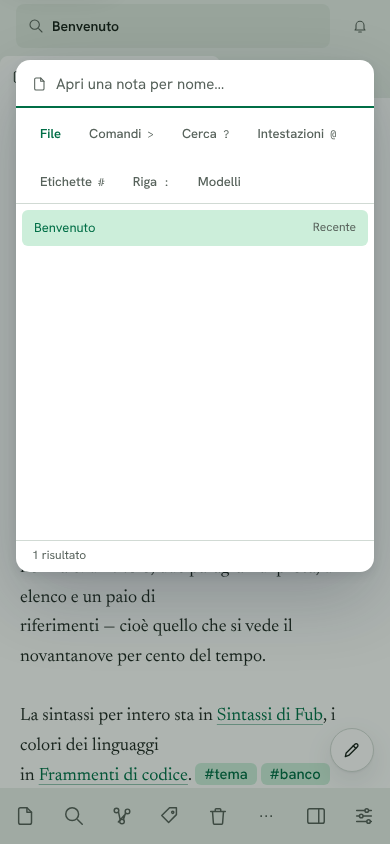 Benvenuto
Apri una nota per nome...
File Comandi > Cerca ? Intestazioni @
Etichette # Riga : Modelli
Benvenuto Recente
1 risultato
elenco e un paio di
riferimenti — cioè quello che si vede il
novantanove per cento del tempo.
La sintassi per intero sta in Sintassi di Fub, i
colori dei linguaggi
in Frammenti di codice. #tema #banco